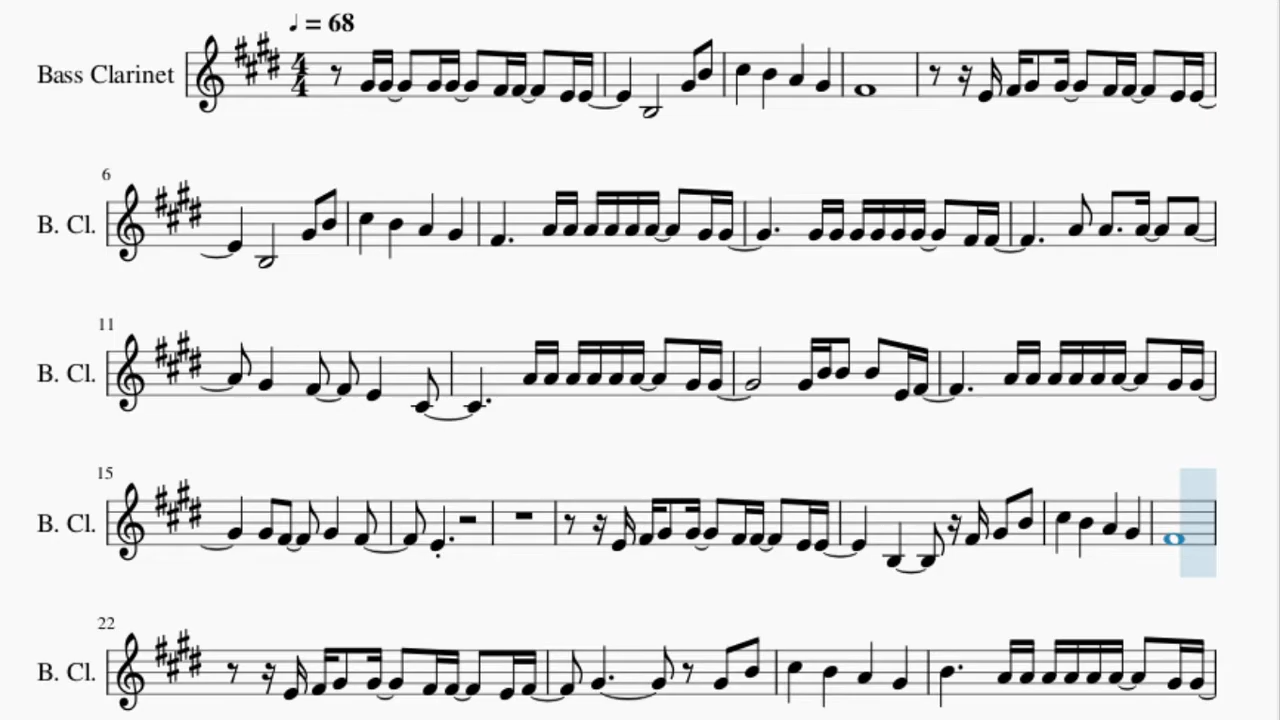 ♩ = 68
Bass Clarinet
4
4
6
B. Cl.
11
B. Cl.
15
B. Cl.
22
B. Cl.